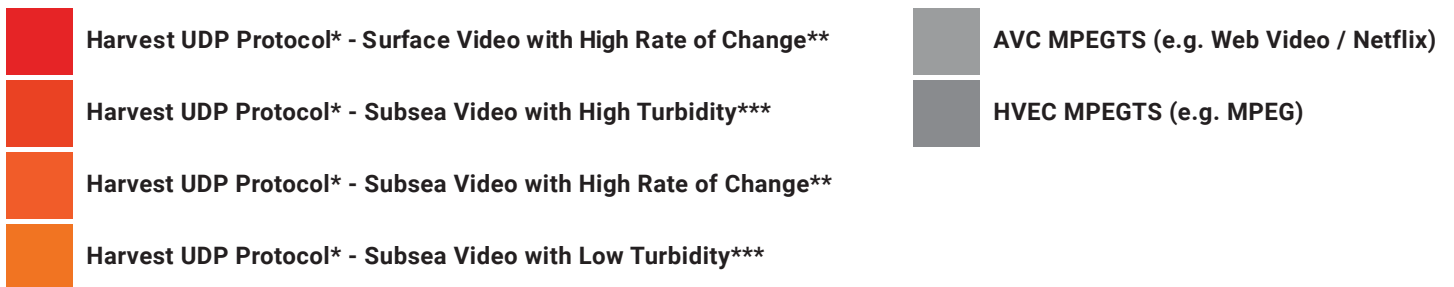 Harvest UDP Protocol* - Surface Video with High Rate of Change**
Harvest UDP Protocol* - Subsea Video with High Turbidity***
Harvest UDP Protocol* - Subsea Video with High Rate of Change**
Harvest UDP Protocol* - Subsea Video with Low Turbidity***
AVC MPEGTS (e.g. Web Video / Netflix)
HVEC MPEGTS (e.g. MPEG)